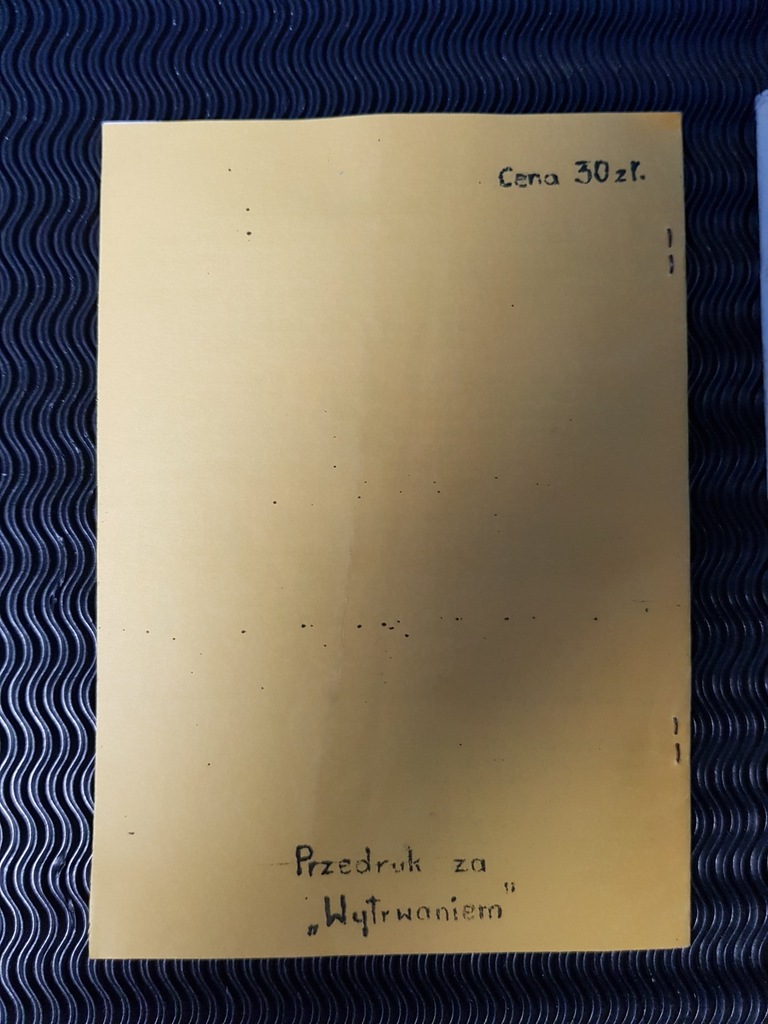 Cena 30 zł.
Przedruk za
„Wytrwaniem"